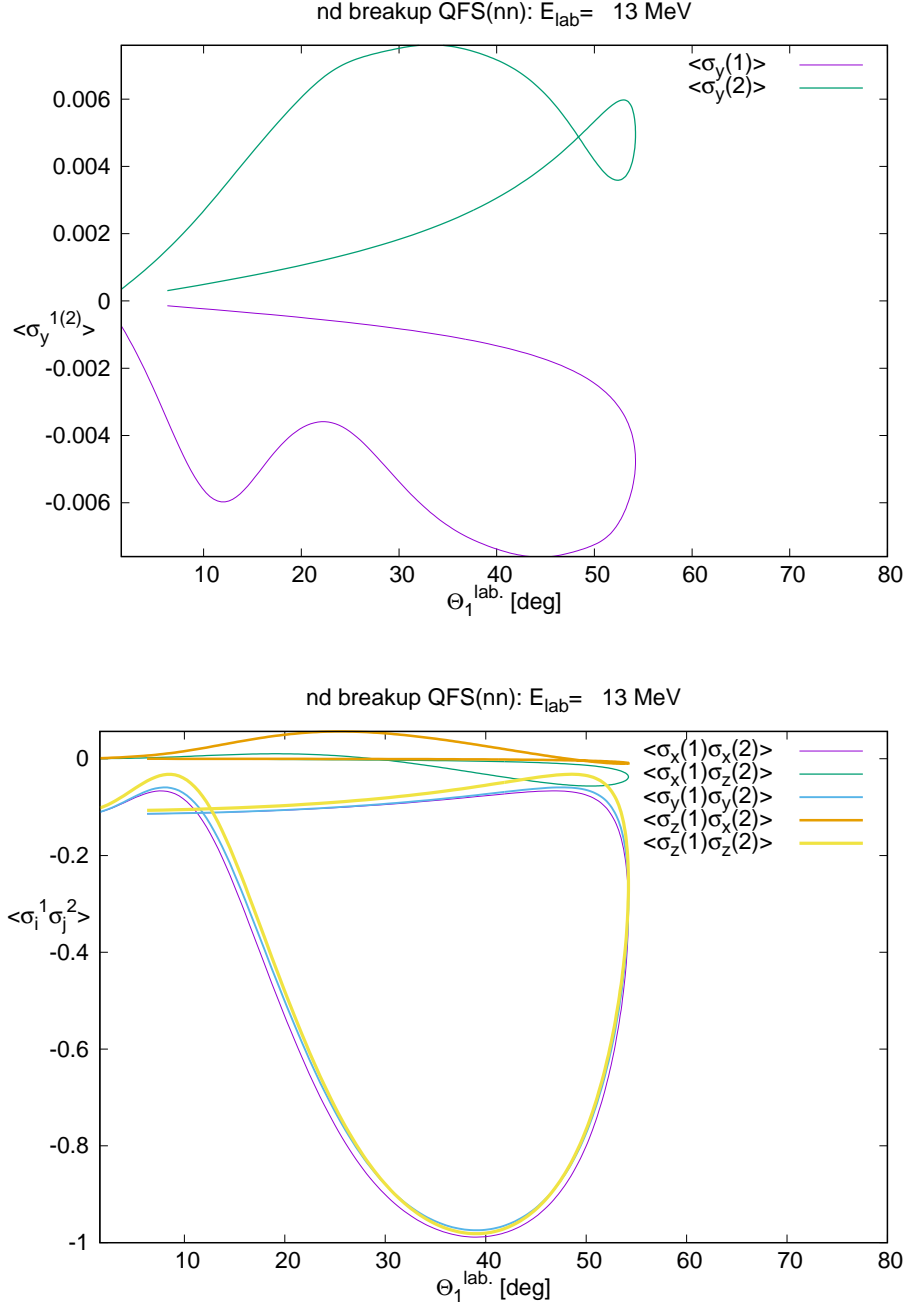 nd breakup QFS(nn): E_lab= 13 MeV
<σ_y(1)>
<σ_y(2)>
0.006
0.004
0.002
0
-0.002
-0.004
-0.006
<σ_y^1(2)>
10 20 30 40 50 60 70 80
Θ_1^lab. [deg]
nd breakup QFS(nn): E_lab= 13 MeV
<σ_x(1)σ_x(2)>
<σ_x(1)σ_z(2)>
<σ_y(1)σ_y(2)>
<σ_z(1)σ_x(2)>
<σ_z(1)σ_z(2)>
0
-0.2
-0.4
-0.6
-0.8
-1
<σ_i^1 σ_j^2>
10 20 30 40 50 60 70 80
Θ_1^lab. [deg]